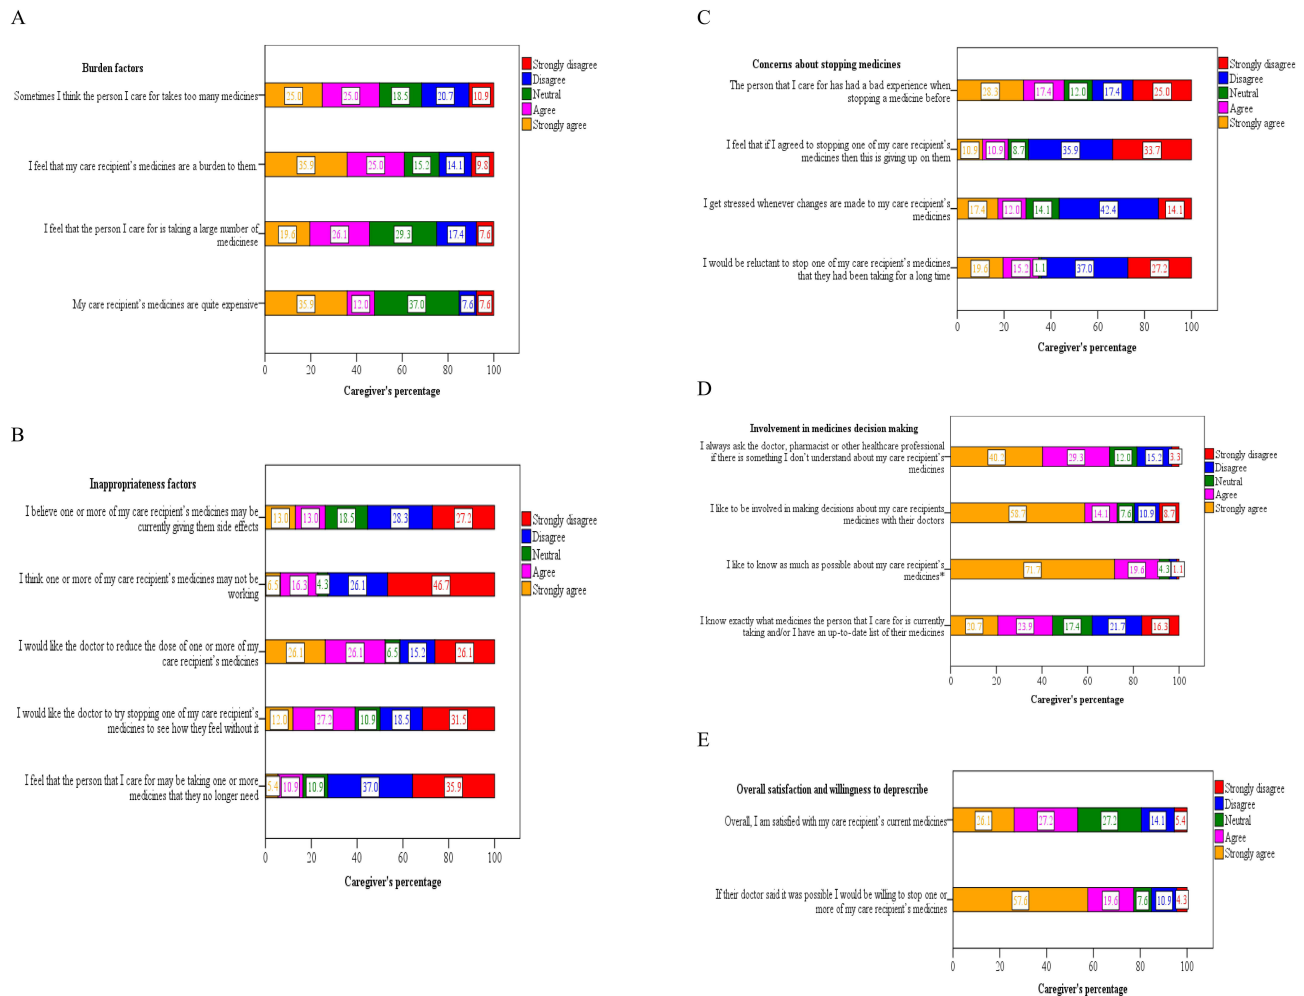 A
Burden factors
Sometimes I think the person I care for takes too many medicines
25.0 25.0 18.5 20.7 10.9
I feel that my care recipient's medicines are a burden to them
35.9 25.0 15.2 14.1 9.8
I feel that the person I care for is taking a large number of
medicinese
19.6 26.1 29.3 17.4 7.6
My care recipient's medicines are quite expensive
35.9 12.0 37.0 7.6 7.6
0 20 40 60 80 100
Caregiver's percentage
Strongly disagree
Disagree
Neutral
Agree
Strongly agree
B
Inappropriateness factors
I believe one or more of my care recipient's medicines may be
currently giving them side effects
13.0 13.0 18.5 28.3 27.2
I think one or more of my care recipient's medicines may not be
working
6.5 16.3 4.3 26.1 46.7
I would like the doctor to reduce the dose of one or more of my
care recipient's medicines
26.1 26.1 6.5 15.2 26.1
I would like the doctor to try stopping one of my care recipient's
medicines to see how they feel without it
12.0 27.2 10.9 18.5 31.5
I feel that the person that I care for may be taking one or more
medicines that they no longer need
5.4 10.9 10.9 37.0 35.9
0 20 40 60 80 100
Caregiver's percentage
Strongly disagree
Disagree
Neutral
Agree
Strongly agree
C
Concerns about stopping medicines
The person that I care for has had a bad experience when
stopping a medicine before
28.3 17.4 12.0 17.4 25.0
I feel that if I agreed to stopping one of my care recipient's
medicines then this is giving up on them
10.9 10.9 8.7 35.9 33.7
I get stressed whenever changes are made to my care recipient's
medicines
17.4 12.0 14.1 42.4 14.1
I would be reluctant to stop one of my care recipient's medicines
that they had been taking for a long time
19.6 15.2 1.1 37.0 27.2
0 20 40 60 80 100
Caregiver's percentage
Strongly disagree
Disagree
Neutral
Agree
Strongly agree
D
Involvement in medicines decision making
I always ask the doctor, pharmacist or other healthcare professional
if there is something I don't understand about my care recipient's
medicines
40.2 29.3 12.0 15.2 3.3
I like to be involved in making decisions about my care recipients
medicines with their doctors
58.7 14.1 7.6 10.9 8.7
I like to know as much as possible about my care recipient's
medicines*
71.7 19.6 4.3 1.1
I know exactly what medicines the person that I care for is currently
taking and/or I have an up-to-date list of their medicines
20.7 23.9 17.4 21.7 16.3
0 20 40 60 80 100
Caregiver's percentage
Strongly disagree
Disagree
Neutral
Agree
Strongly agree
E
Overall satisfaction and willingness to deprescribe
Overall, I am satisfied with my care recipient's current medicines
26.1 27.2 27.2 14.1 5.4
If their doctor said it was possible I would be willing to stop one or
more of my care recipient's medicines
57.6 19.6 7.6 10.9 4.3
0 20 40 60 80 100
Caregiver's percentage
Strongly disagree
Disagree
Neutral
Agree
Strongly agree